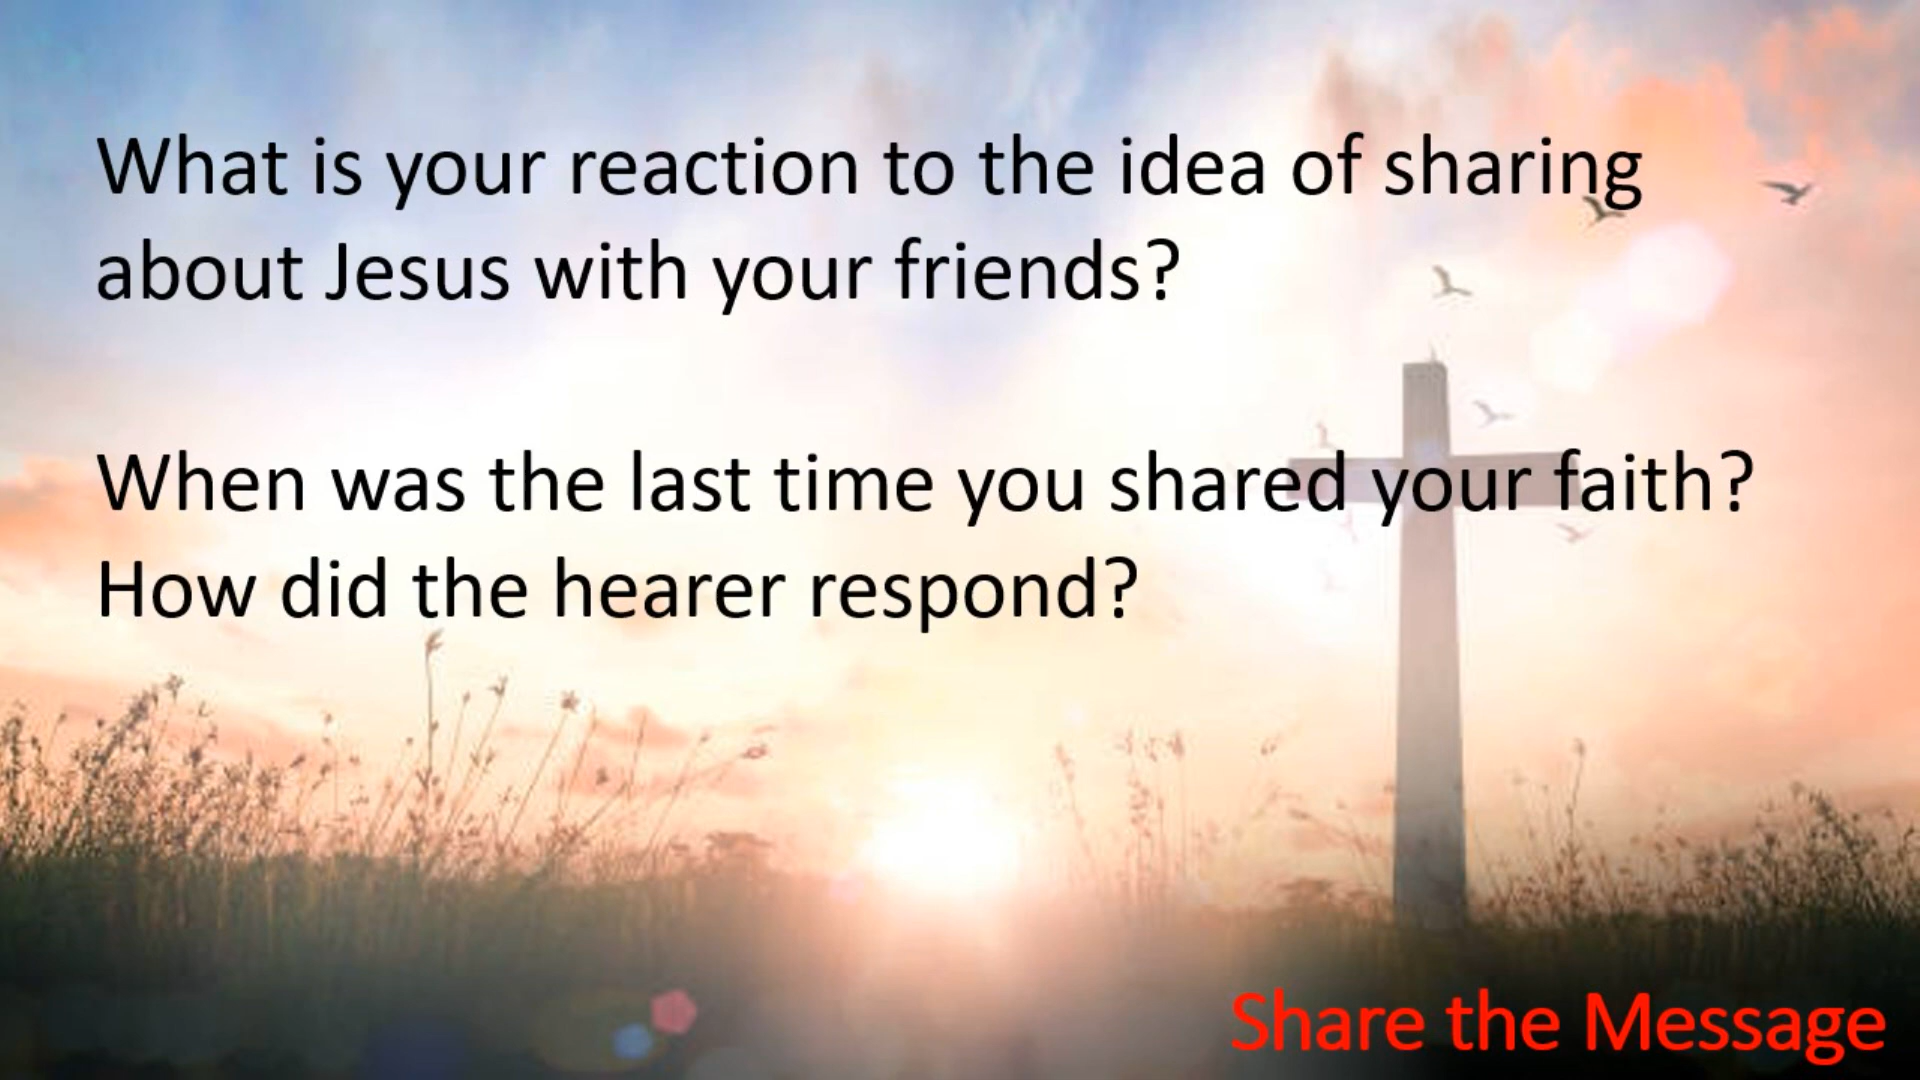 What is your reaction to the idea of sharing
about Jesus with your friends?
When was the last time you shared your faith?
How did the hearer respond?
Share the Message